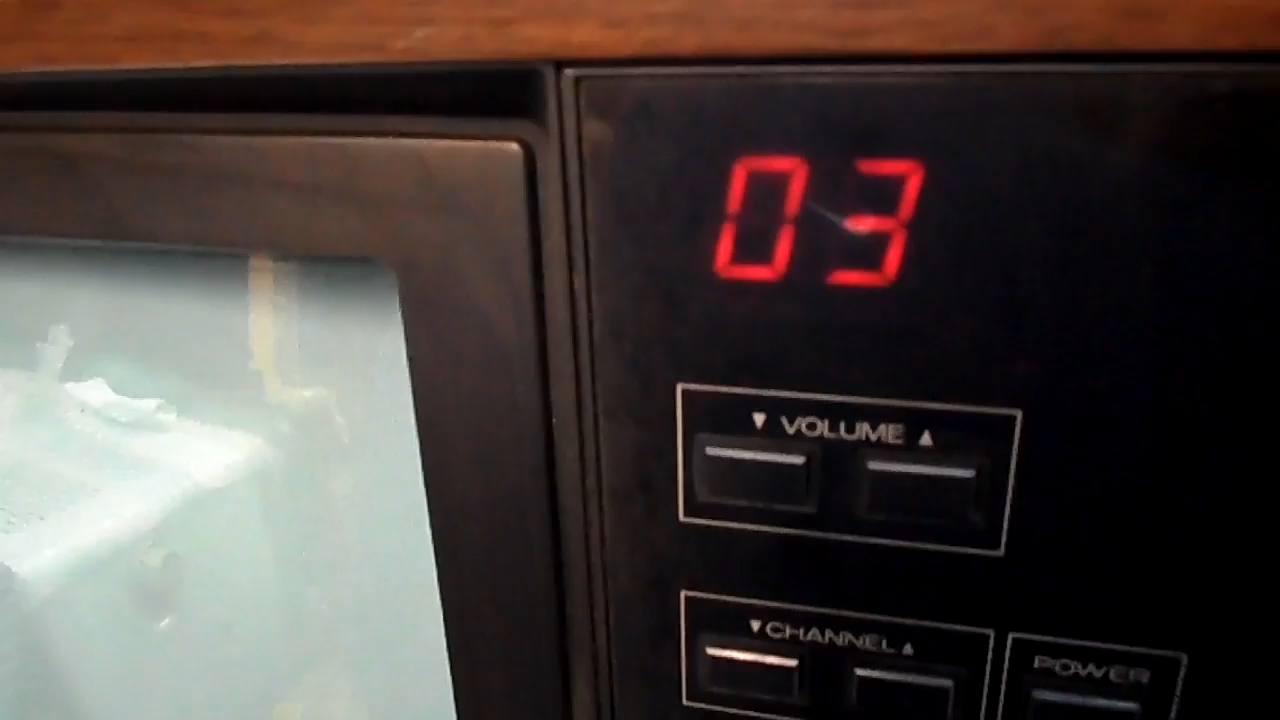 03
▼ VOLUME ▲
▼ CHANNEL ▲
POWER